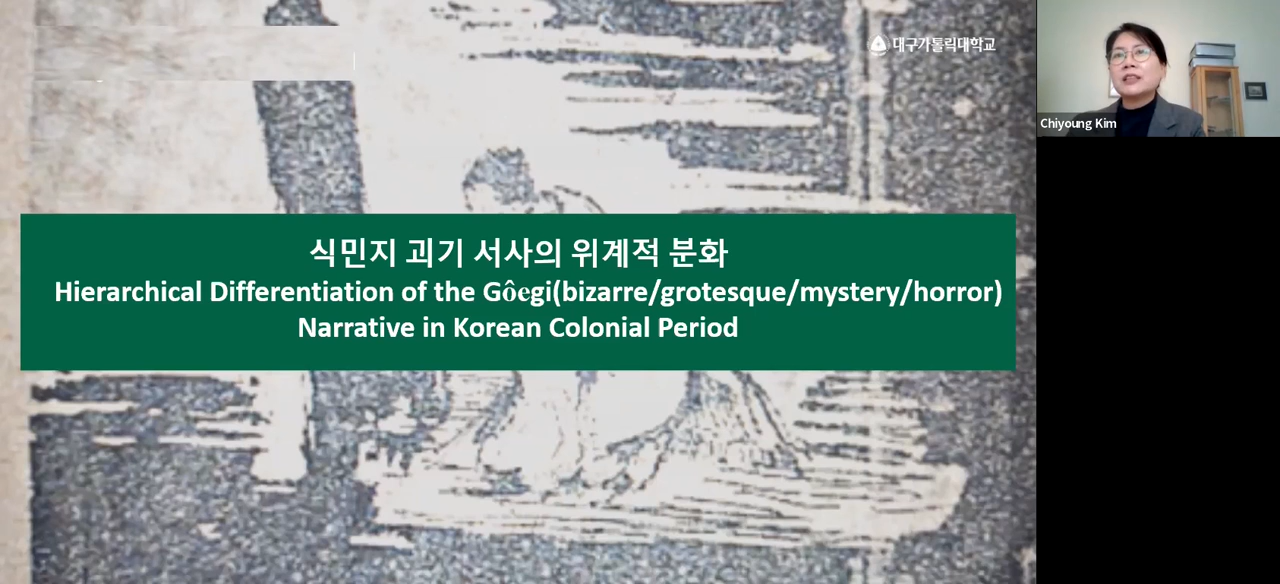 대구가톨릭대학교
식민지 괴기 서사의 위계적 분화
Hierarchical Differentiation of the Gôegi(bizarre/grotesque/mystery/horror)
Narrative in Korean Colonial Period
Chiyoung Kim